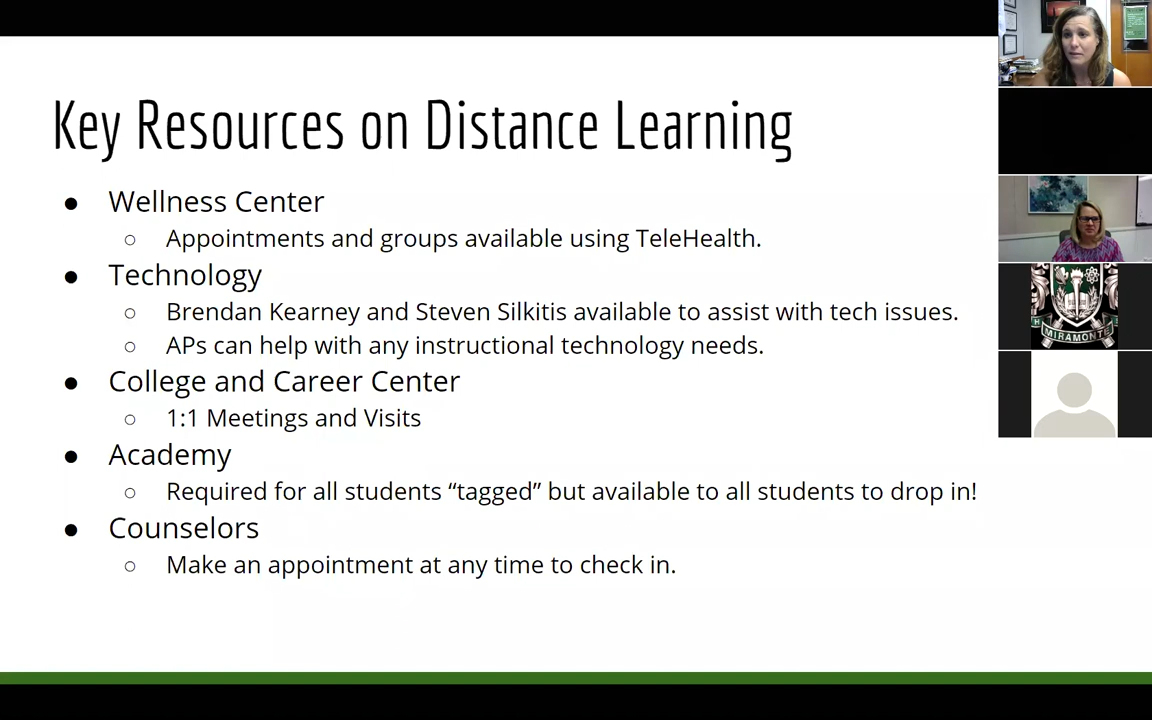 Key Resources on Distance Learning
● Wellness Center
○ Appointments and groups available using TeleHealth.
● Technology
○ Brendan Kearney and Steven Silkitis available to assist with tech issues.
○ APs can help with any instructional technology needs.
● College and Career Center
○ 1:1 Meetings and Visits
● Academy
○ Required for all students “tagged” but available to all students to drop in!
● Counselors
○ Make an appointment at any time to check in.
MIRAMONTE